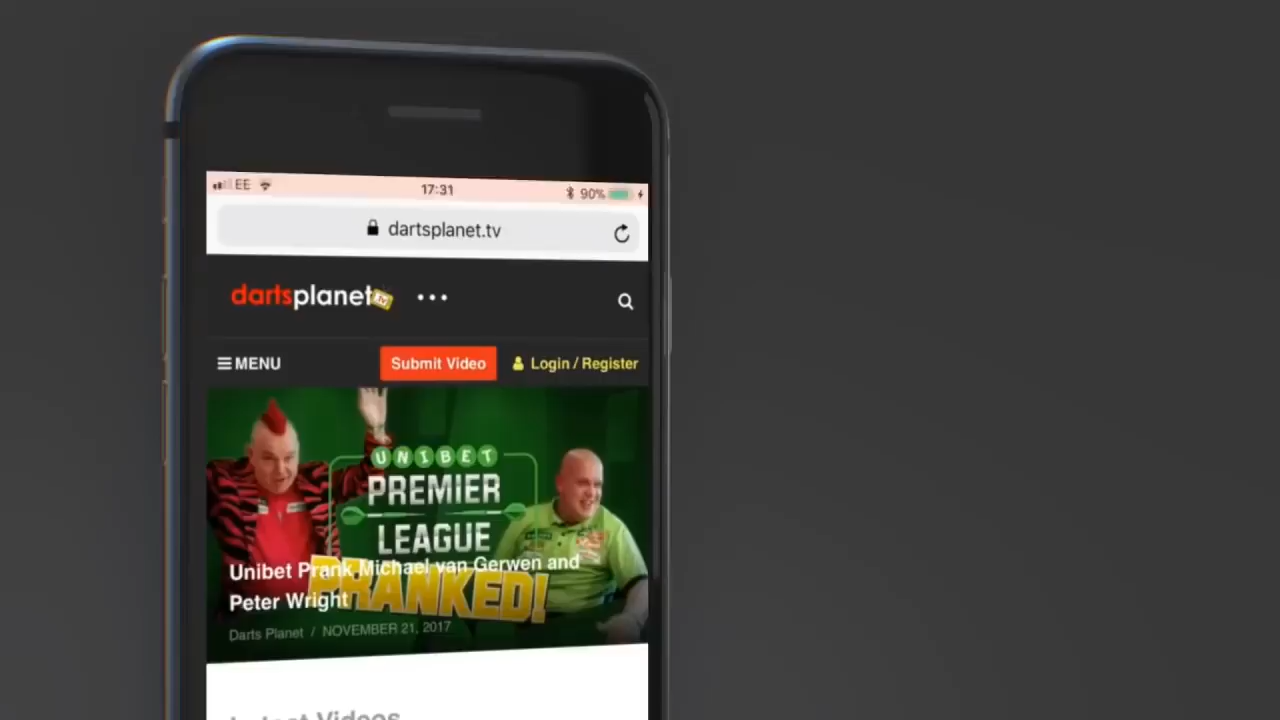 EE 17:31 90%
dartsplanet.tv
dartsplanet tv •••
MENU Submit Video Login / Register
UNIBET
PREMIER
LEAGUE
PRANKED!
Unibet Prank Michael van Gerwen and
Peter Wright
Darts Planet / NOVEMBER 21, 2017
Latest Videos